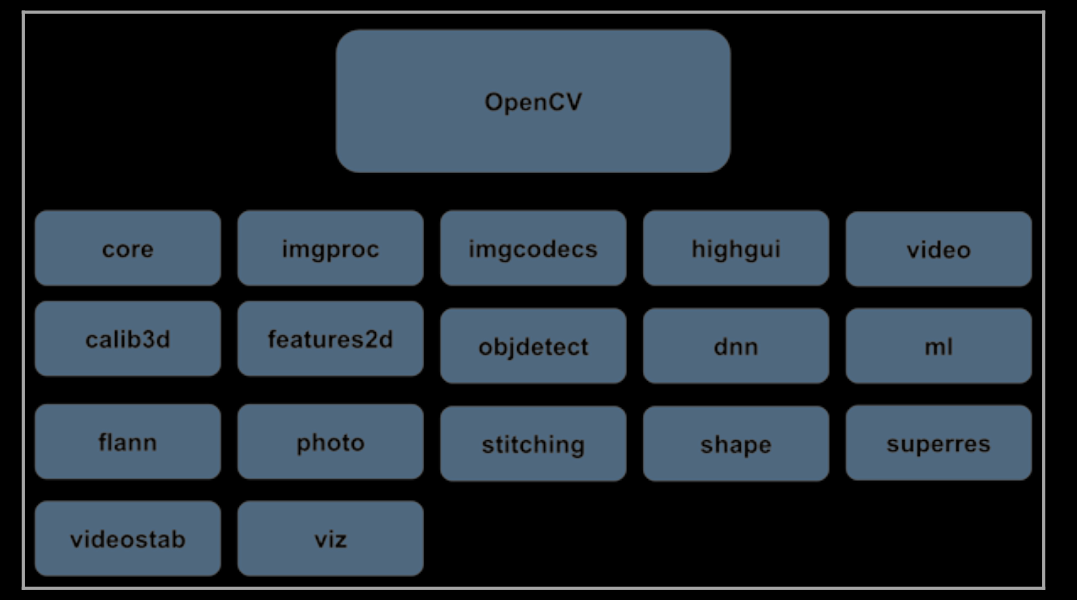 OpenCV
core
imgproc
imgcodecs
highgui
video
calib3d
features2d
objdetect
dnn
ml
flann
photo
stitching
shape
superres
videostab
viz